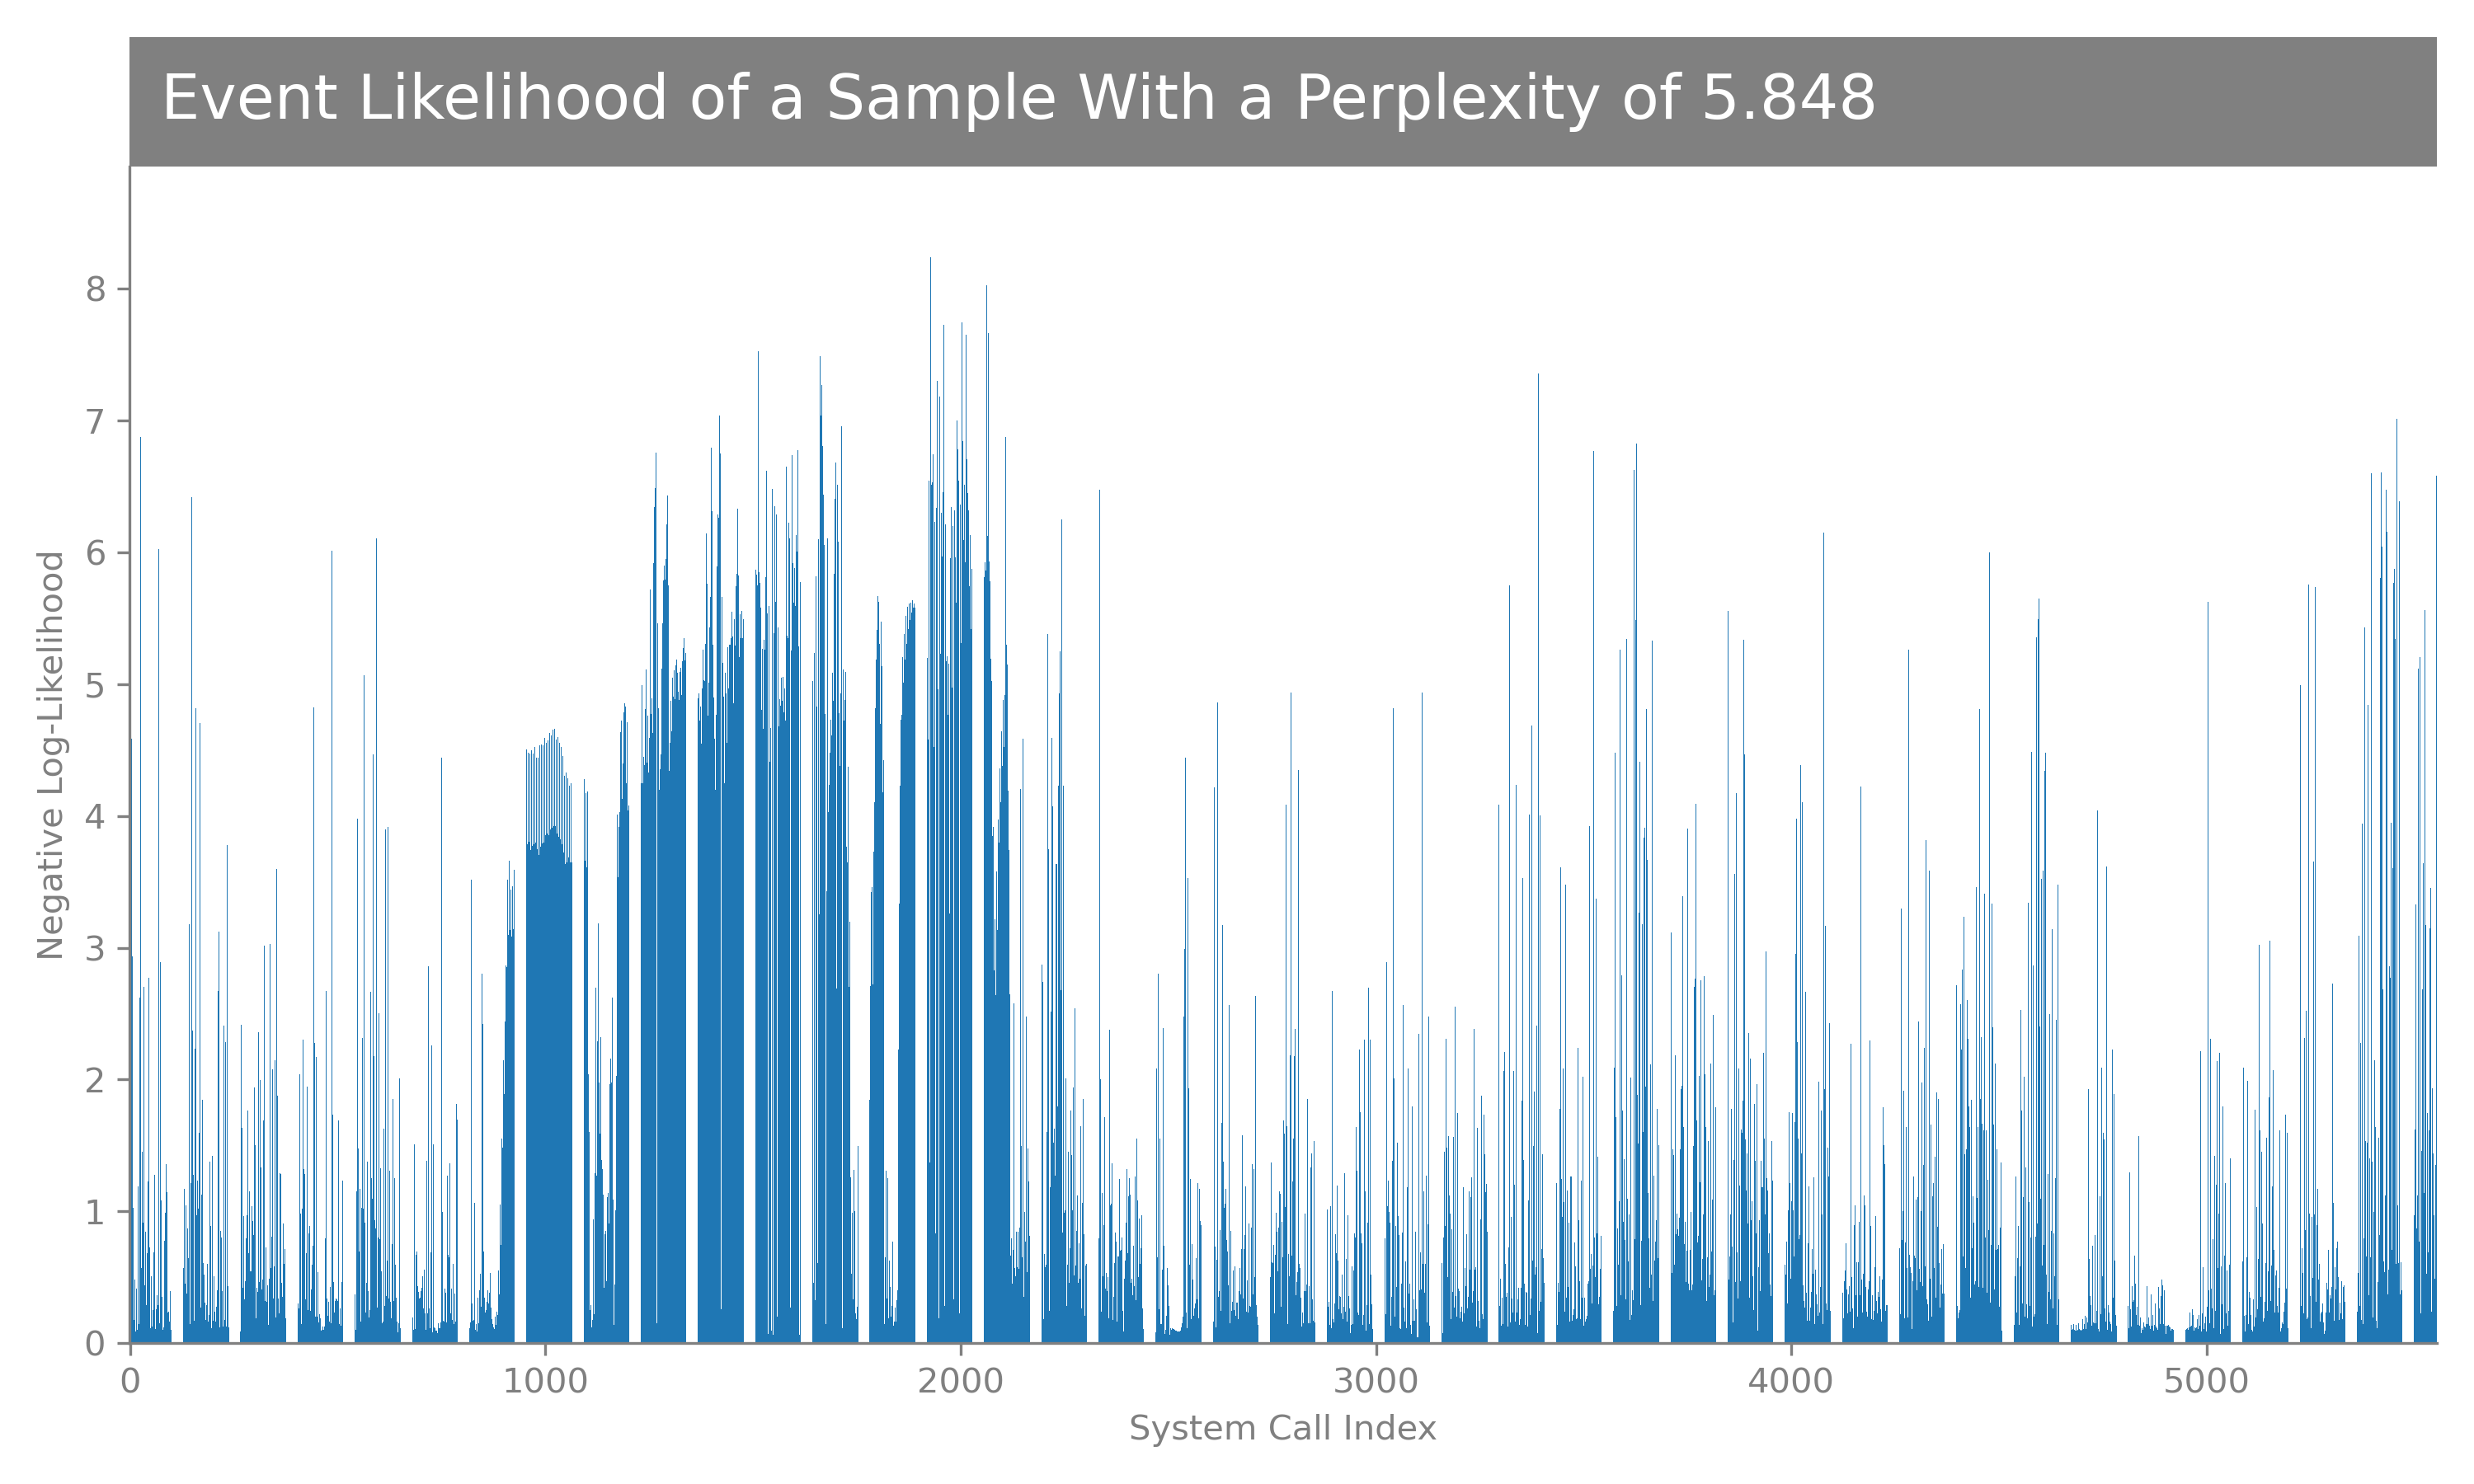 Event Likelihood of a Sample With a Perplexity of 5.848
8
7
6
5
4
3
2
1
0
Negative Log-Likelihood
0 1000 2000 3000 4000 5000
System Call Index